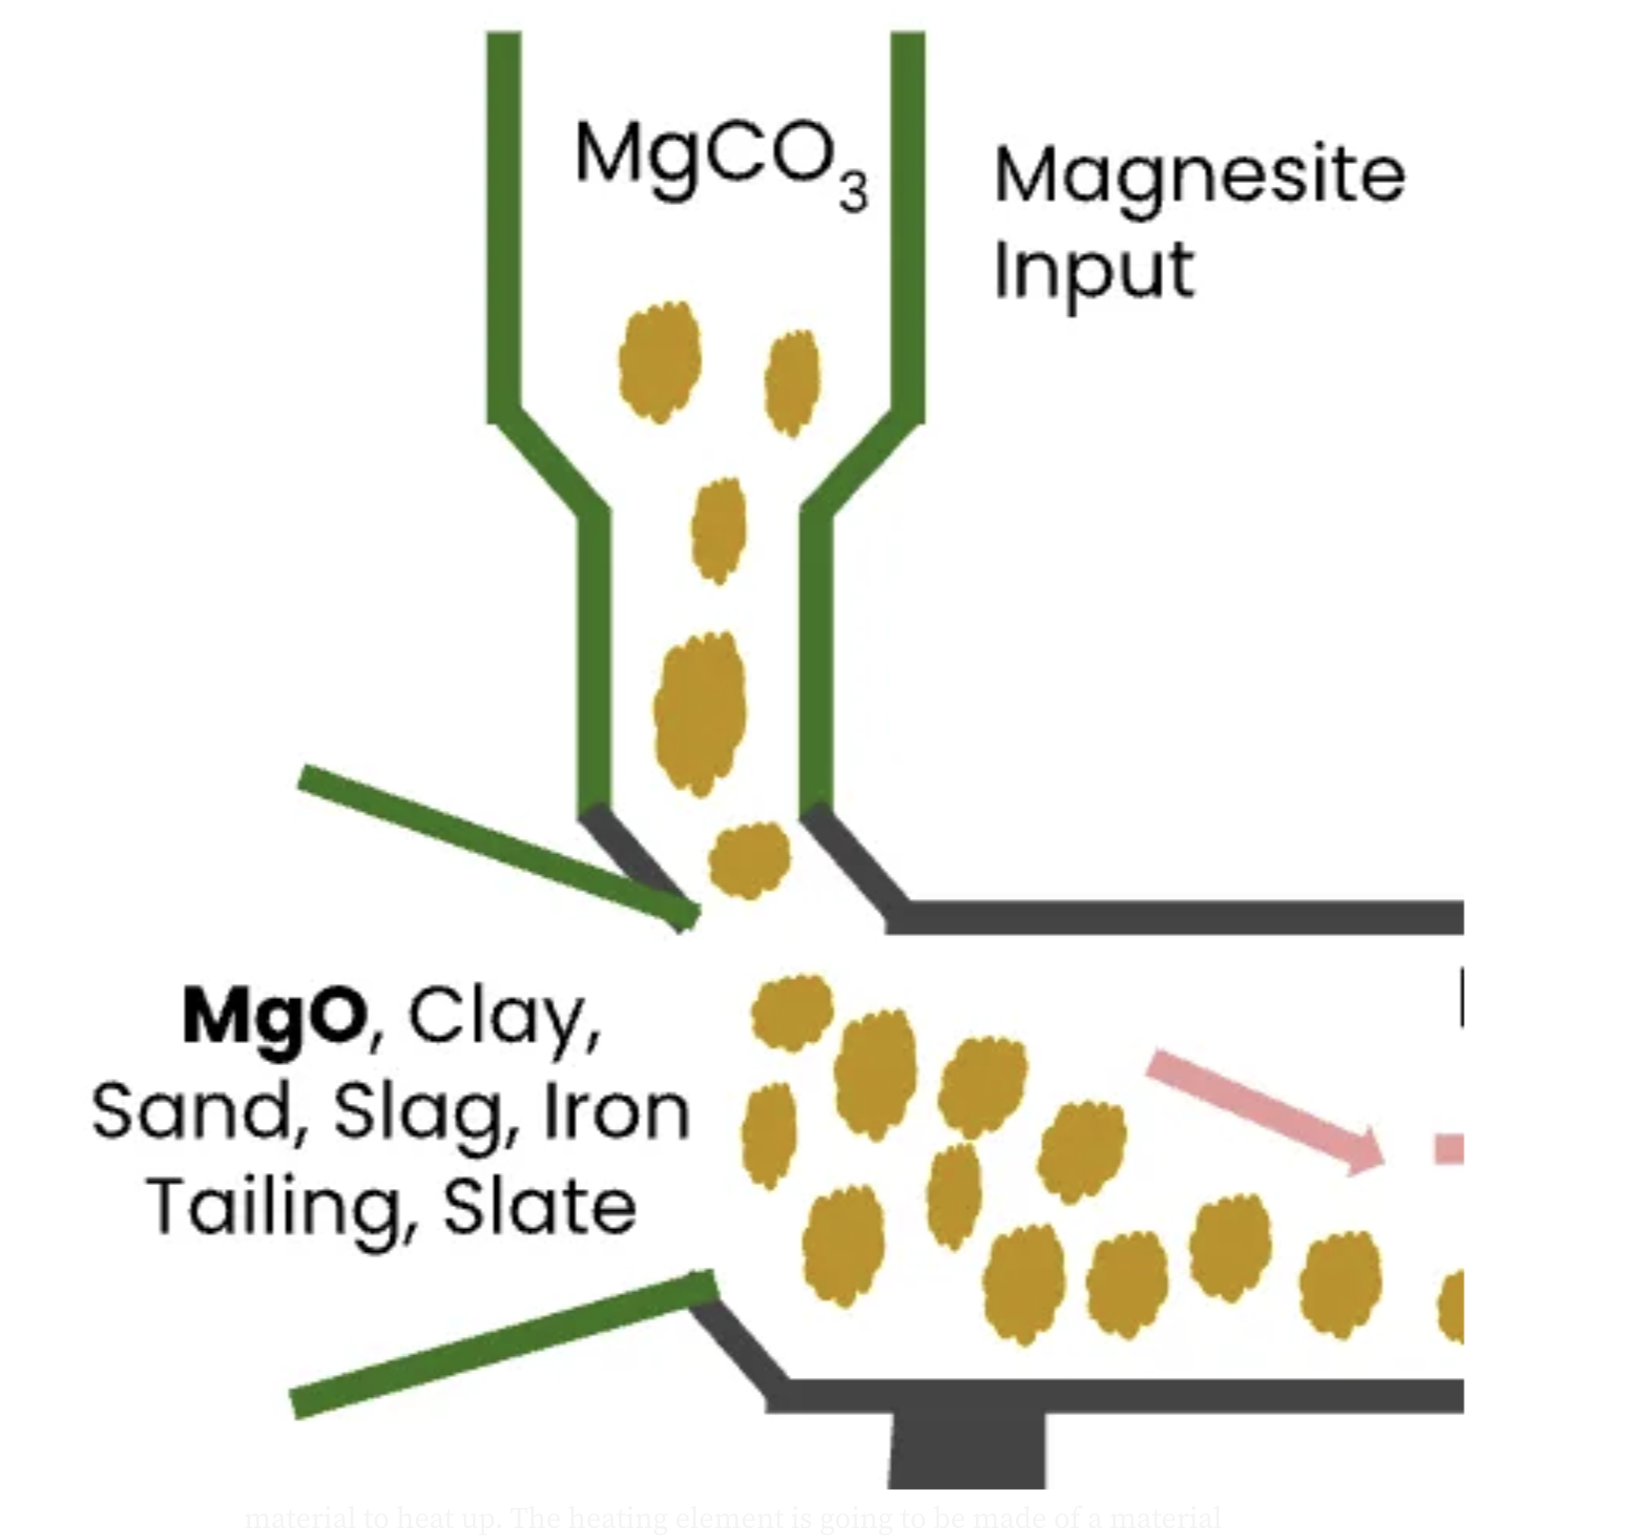 MgCO₃
Magnesite
Input
MgO, Clay,
Sand, Slag, Iron
Tailing, Slate
material to heat up. The heating element is going to be made of a material